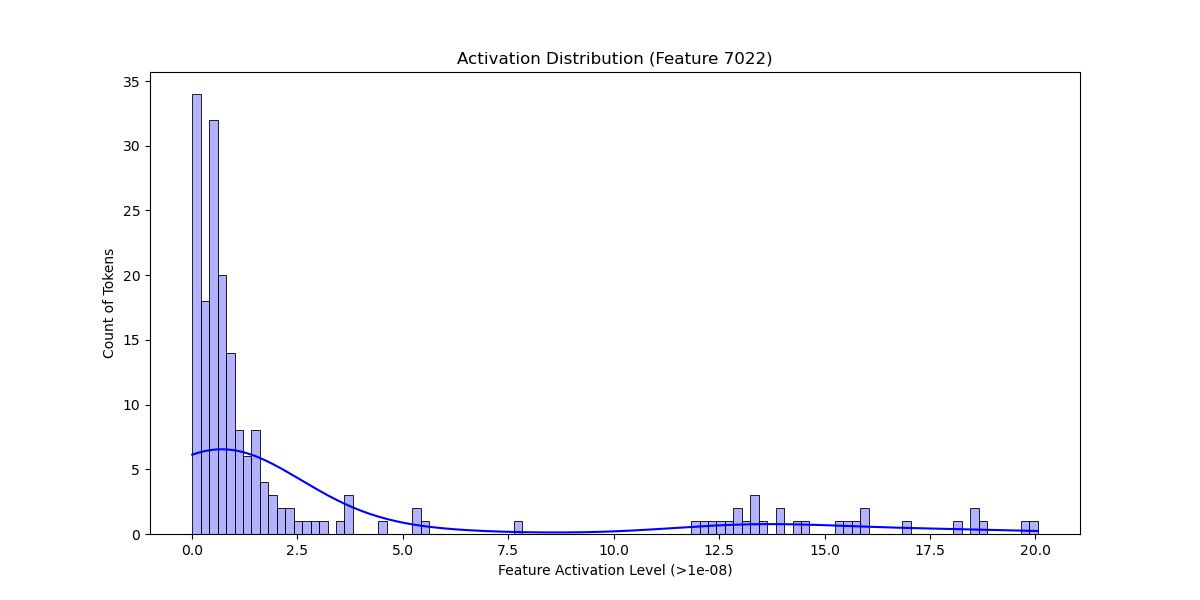 Activation Distribution (Feature 7022)
35
30
25
20
15
10
5
0
Count of Tokens
0.0 2.5 5.0 7.5 10.0 12.5 15.0 17.5 20.0
Feature Activation Level (>1e-08)